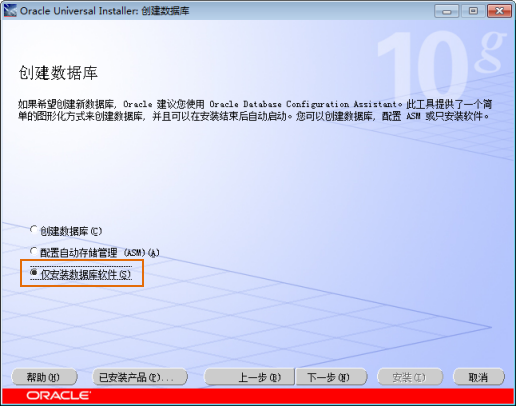 Oracle Universal Installer: 创建数据库
10g
创建数据库
如果希望创建新数据库, Oracle 建议您使用 Oracle Database Configuration Assistant。此工具提供了一个简
单的图形化方式来创建数据库, 并且可以在安装结束后自动启动。您可以创建数据库, 配置 ASM 或只安装软件。
创建数据库(C)
配置自动存储管理 (ASM)(A)
仅安装数据库软件(S)
帮助(H) 已安装产品(P)... 上一步(B) 下一步(N) 安装(I) 取消
ORACLE